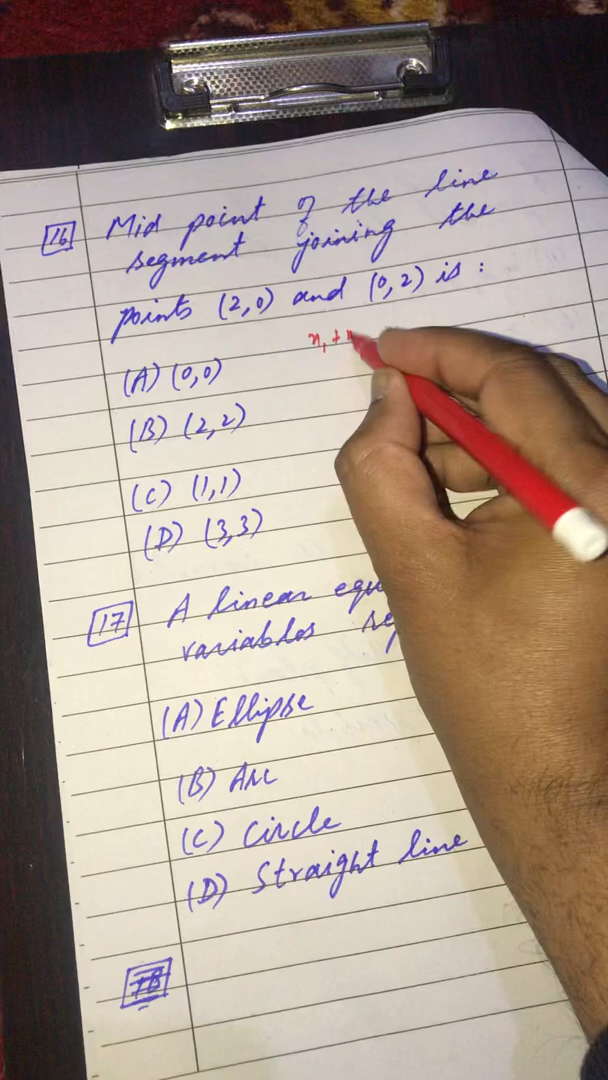 16 Mid point of the line
segment joining the
points (2,0) and (0,2) is :
x₁ +
(A) (0,0)
(B) (2,2)
(C) (1,1)
(D) (3,3)
17 A linear equ
variables
(A) Ellipse
(B) Arc
(C) Circle
(D) Straight line
18